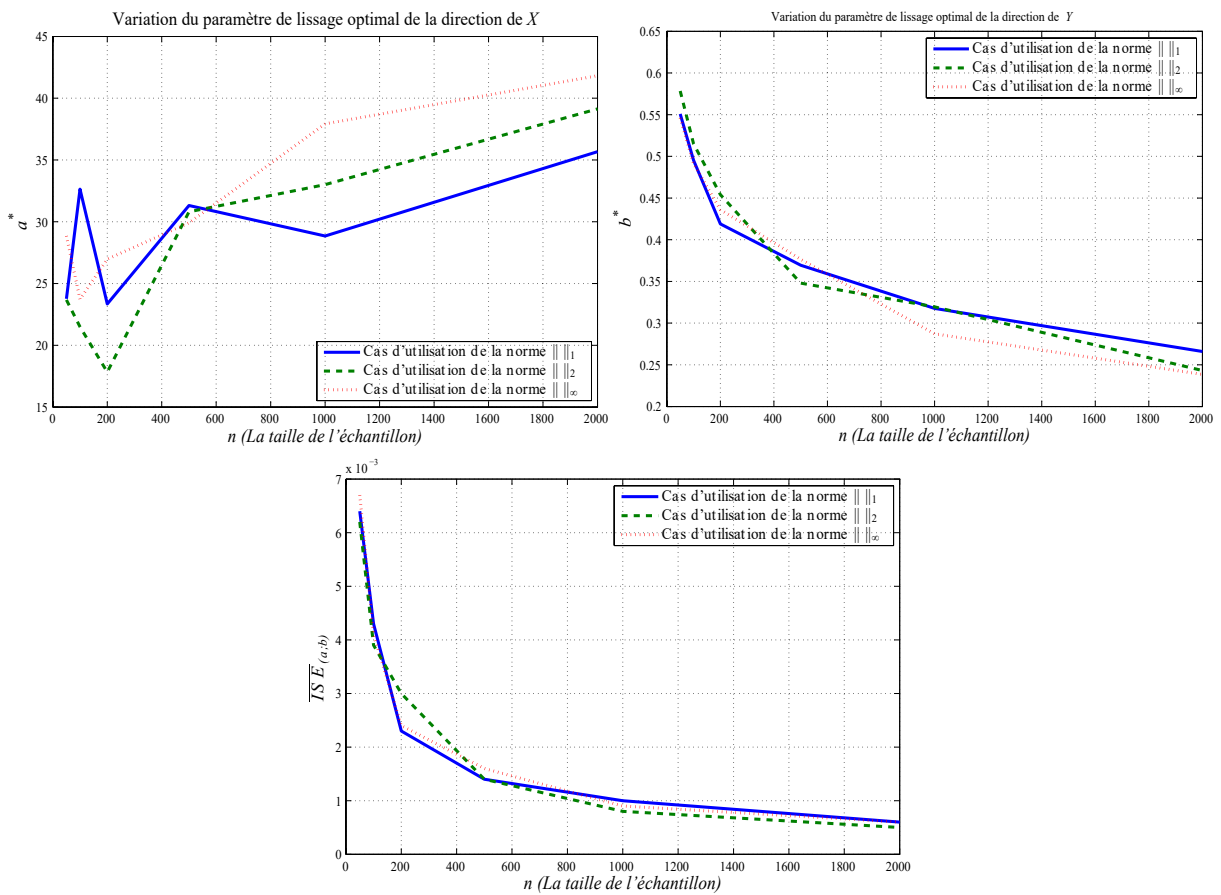 Variation du paramètre de lissage optimal de la direction de X
45
40
35
30
25
20
15
a*
0 200 400 600 800 1000 1200 1400 1600 1800 2000
n (La taille de l'échantillon)
Cas d'utilisation de la norme ‖ ‖₁
Cas d'utilisation de la norme ‖ ‖₂
Cas d'utilisation de la norme ‖ ‖∞
Variation du paramètre de lissage optimal de la direction de Y
0.65
0.6
0.55
0.5
0.45
0.4
0.35
0.3
0.25
0.2
b*
0 200 400 600 800 1000 1200 1400 1600 1800 2000
n (La taille de l'échantillon)
Cas d'utilisation de la norme ‖ ‖₁
Cas d'utilisation de la norme ‖ ‖₂
Cas d'utilisation de la norme ‖ ‖∞
x 10⁻³
7
6
5
4
3
2
1
0
ISE (a;b)
0 200 400 600 800 1000 1200 1400 1600 1800 2000
n (La taille de l'échantillon)
Cas d'utilisation de la norme ‖ ‖₁
Cas d'utilisation de la norme ‖ ‖₂
Cas d'utilisation de la norme ‖ ‖∞